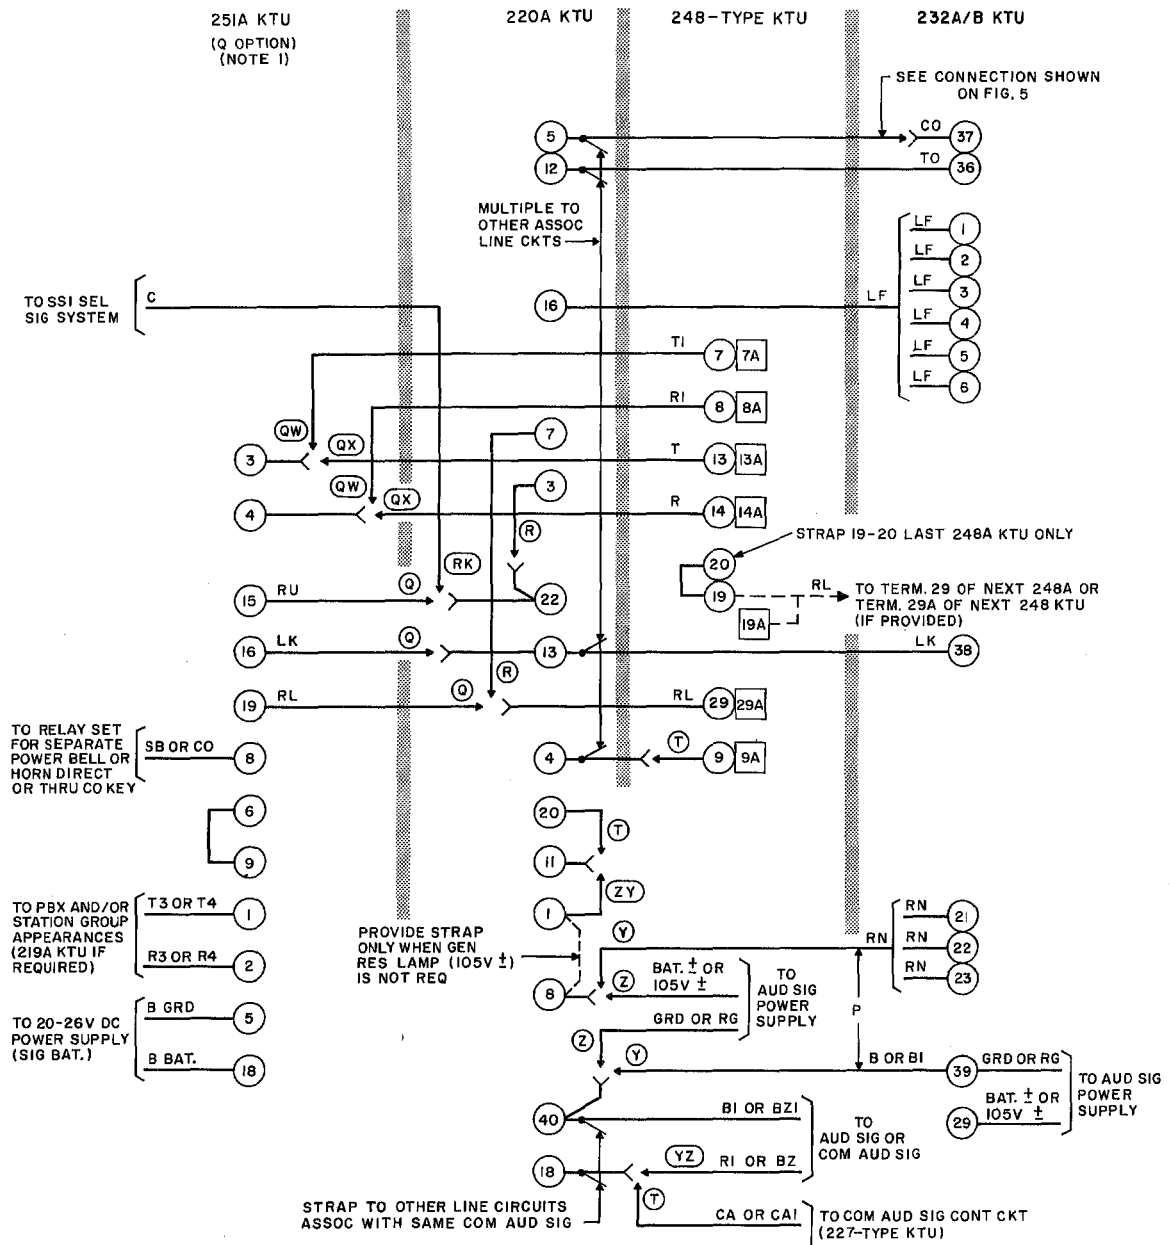 251A KTU
(Q OPTION)
(NOTE 1)
220A KTU
248-TYPE KTU
232A/B KTU
SEE CONNECTION SHOWN
ON FIG. 5
5
CO
37
12
TO
36
MULTIPLE TO
OTHER ASSOC
LINE CKTS
LF
1
LF
2
LF
3
LF
4
LF
5
LF
6
TO SSI SEL
SIG SYSTEM
C
16
LF
TI
7
7A
RI
8
8A
QW
7
3
QX
T
13
13A
QW
3
4
QX
R
14
14A
R
STRAP 19-20 LAST 248A KTU ONLY
RK
20
15
RU
Q
22
19
RL
TO TERM. 29 OF NEXT 248A OR
TERM. 29A OF NEXT 248 KTU
(IF PROVIDED)
19A
16
LK
Q
13
LK
38
R
19
RL
Q
RL
29
29A
TO RELAY SET
FOR SEPARATE
POWER BELL OR
HORN DIRECT
OR THRU CO KEY
SB OR CO
8
4
T
9
9A
6
20
T
9
11
ZY
TO PBX AND/OR
STATION GROUP
APPEARANCES
(219A KTU IF
REQUIRED)
T3 OR T4
1
R3 OR R4
2
1
PROVIDE STRAP
ONLY WHEN GEN
RES LAMP (105V ±)
IS NOT REQ
Y
RN
RN
21
RN
22
RN
23
8
Z
BAT. ± OR
105V ±
GRD OR RG
TO
AUD SIG
POWER
SUPPLY
P
TO 20-26V DC
POWER SUPPLY
(SIG BAT.)
B GRD
5
B BAT.
18
Z
Y
B OR BI
39
GRD OR RG
BAT. ± OR
105V ±
29
TO AUD SIG
POWER
SUPPLY
40
BI OR BZI
YZ
RI OR BZ
TO
AUD SIG OR
COM AUD SIG
18
T
STRAP TO OTHER LINE CIRCUITS
ASSOC WITH SAME COM AUD SIG
CA OR CAI
TO COM AUD SIG CONT CKT
(227-TYPE KTU)